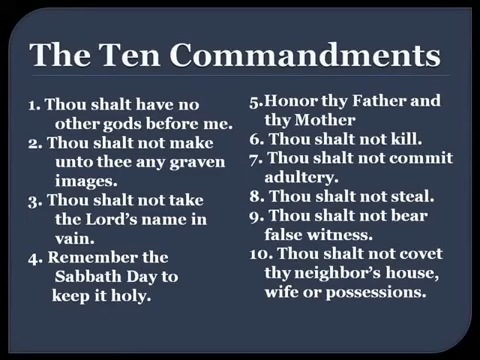 The Ten Commandments
1. Thou shalt have no
other gods before me.
2. Thou shalt not make
unto thee any graven
images.
3. Thou shalt not take
the Lord's name in
vain.
4. Remember the
Sabbath Day to
keep it holy.
5.Honor thy Father and
thy Mother
6. Thou shalt not kill.
7. Thou shalt not commit
adultery.
8. Thou shalt not steal.
9. Thou shalt not bear
false witness.
10. Thou shalt not covet
thy neighbor's house,
wife or possessions.